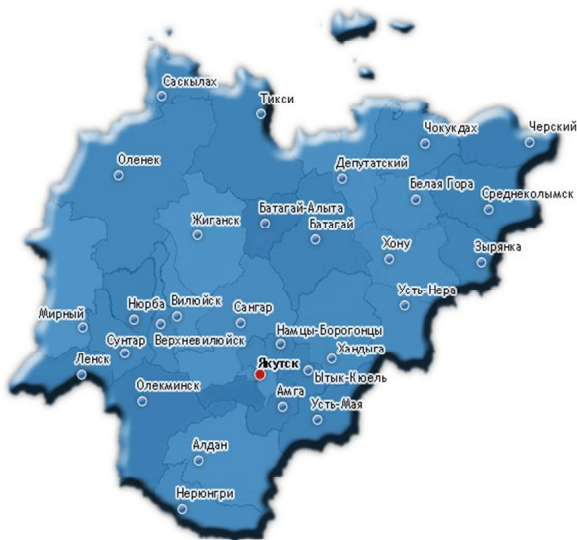 Саскылах
Тикси
Чокукдах
Черский
Оленек
Депутатский
Белая Гора
Среднеколымск
Жиганск
Батагай-Алыта
Батагай
Хону
Зырянка
Усть-Нера
Мирный
Нюрба
Вилюйск
Сангар
Сунтар
Верхневилюйск
Намцы-Борогонцы
Хандыга
Ленск
Якутск
Ытык-Кюель
Олекминск
Амга
Усть-Мая
Алдан
Нерюнгри